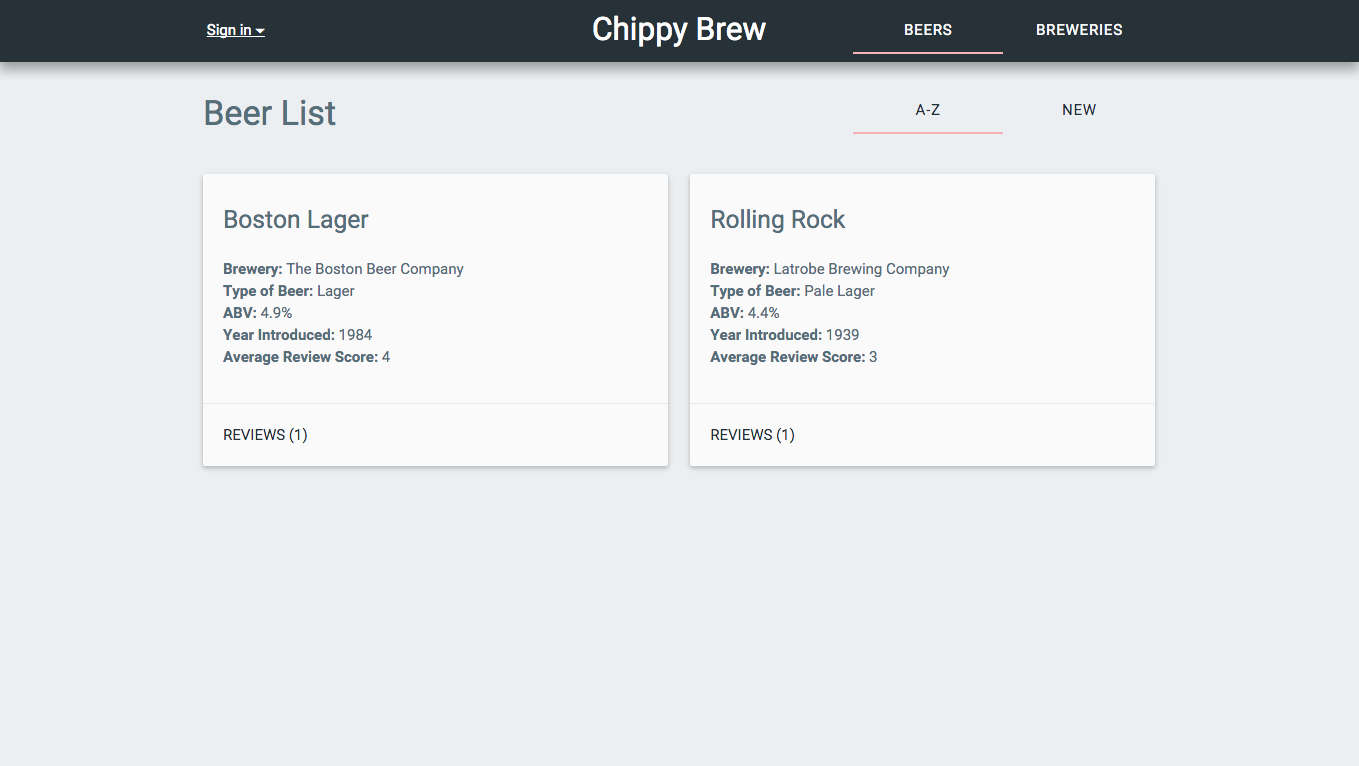 Sign in
Chippy Brew
BEERS
BREWERIES
Beer List
A-Z
NEW
Boston Lager
Brewery: The Boston Beer Company
Type of Beer: Lager
ABV: 4.9%
Year Introduced: 1984
Average Review Score: 4
REVIEWS (1)
Rolling Rock
Brewery: Latrobe Brewing Company
Type of Beer: Pale Lager
ABV: 4.4%
Year Introduced: 1939
Average Review Score: 3
REVIEWS (1)